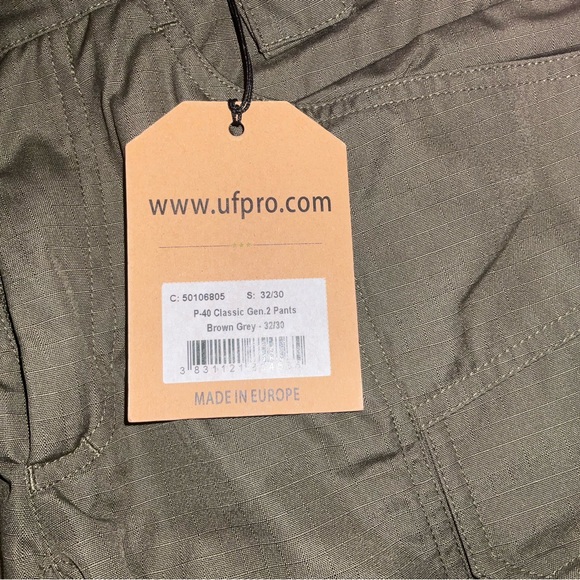 www.ufpro.com
C: 50106805 S: 32/30
P-40 Classic Gen.2 Pants
Brown Grey - 32/30
MADE IN EUROPE